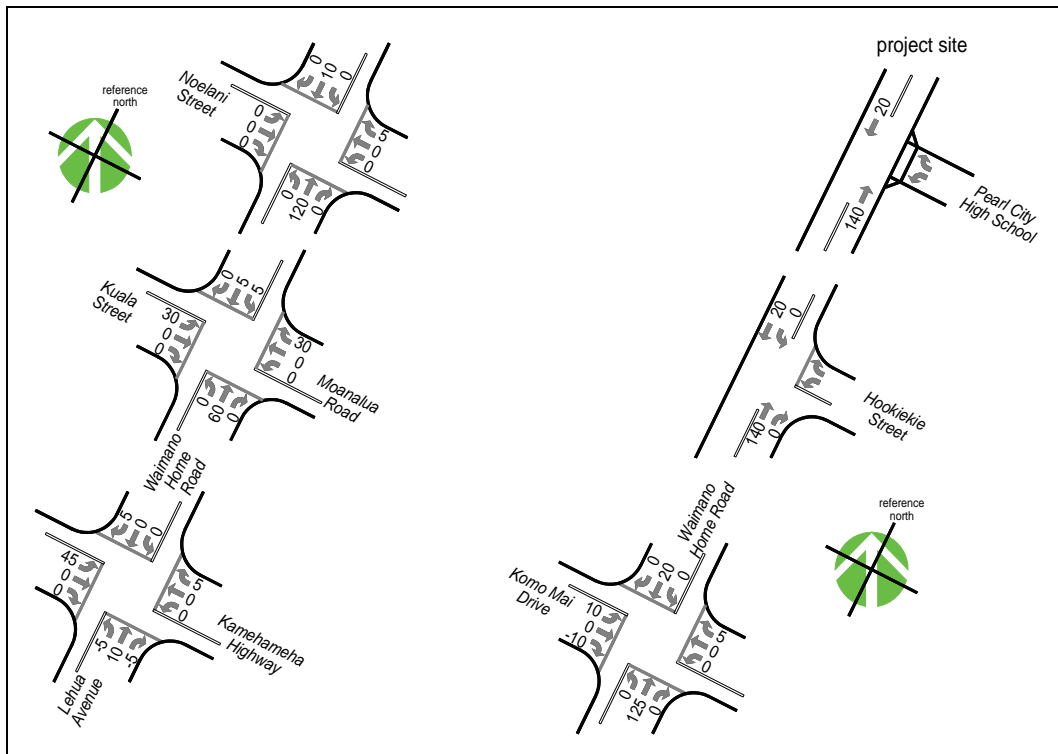 project site
reference
north
Noelani
Street
0
10
0
0
0
0
5
0
0
0
120
0
Kuala
Street
0
5
5
30
0
0
30
0
0
0
60
0
Moanalua
Road
Waimano
Home
Road
5
0
0
45
0
0
5
0
0
-5
10
-5
Kamehameha
Highway
Lehua
Avenue
20
140
Pearl City
High School
20
0
140
0
Hookiekie
Street
reference
north
Waimano
Home Road
Komo Mai
Drive
0
20
0
10
0
-10
5
0
0
0
125
0